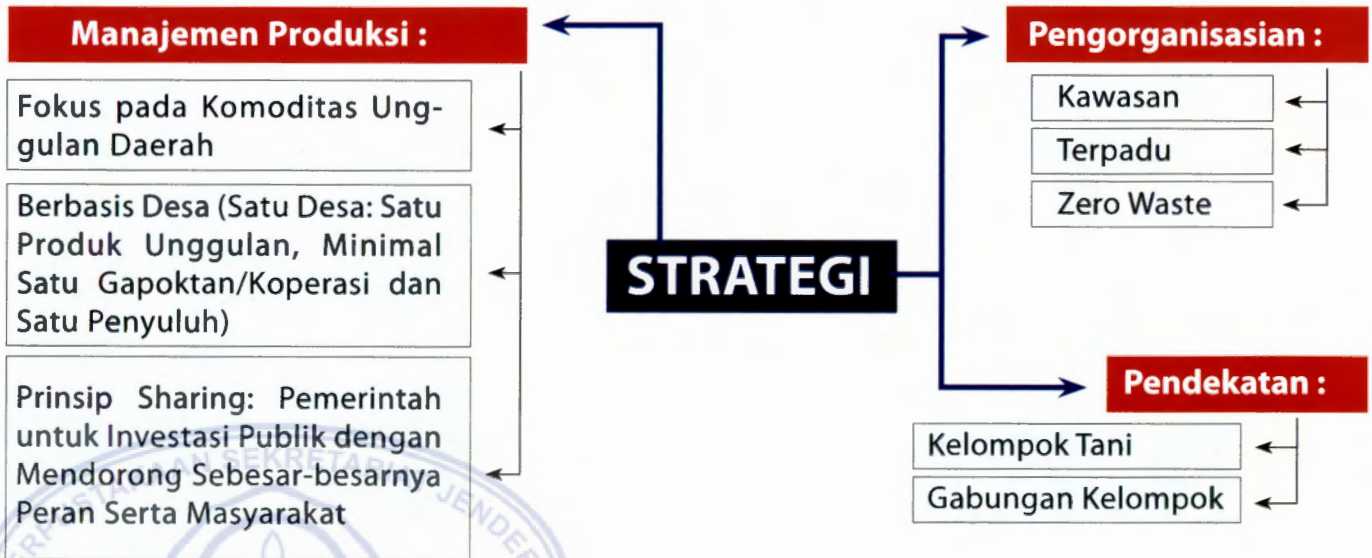 Manajemen Produksi :
Fokus pada Komoditas Ung-
gulan Daerah
Berbasis Desa (Satu Desa: Satu
Produk Unggulan, Minimal
Satu Gapoktan/Koperasi dan
Satu Penyuluh)
Prinsip Sharing: Pemerintah
untuk Investasi Publik dengan
Mendorong Sebesar-besarnya
Peran Serta Masyarakat
STRATEGI
Pengorganisasian :
Kawasan
Terpadu
Zero Waste
Pendekatan :
Kelompok Tani
Gabungan Kelompok
SEKRETARIAT JENDER